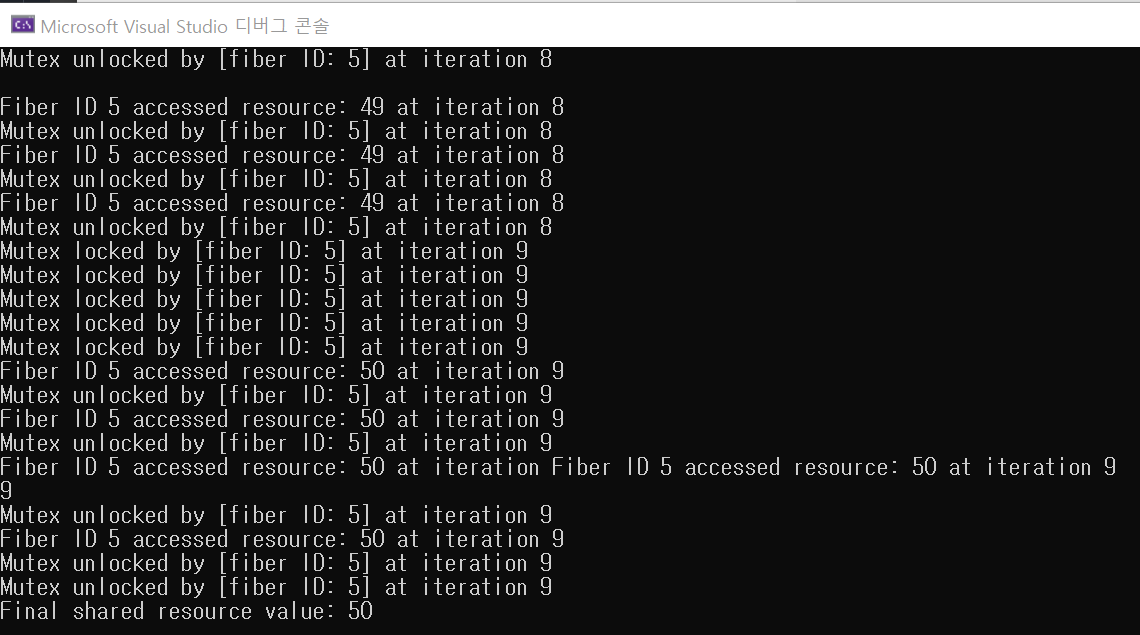 C:\ Microsoft Visual Studio 디버그 콘솔
Mutex unlocked by [fiber ID: 5] at iteration 8
Fiber ID 5 accessed resource: 49 at iteration 8
Mutex unlocked by [fiber ID: 5] at iteration 8
Fiber ID 5 accessed resource: 49 at iteration 8
Mutex unlocked by [fiber ID: 5] at iteration 8
Fiber ID 5 accessed resource: 49 at iteration 8
Mutex unlocked by [fiber ID: 5] at iteration 8
Mutex locked by [fiber ID: 5] at iteration 9
Mutex locked by [fiber ID: 5] at iteration 9
Mutex locked by [fiber ID: 5] at iteration 9
Mutex locked by [fiber ID: 5] at iteration 9
Mutex locked by [fiber ID: 5] at iteration 9
Fiber ID 5 accessed resource: 50 at iteration 9
Mutex unlocked by [fiber ID: 5] at iteration 9
Fiber ID 5 accessed resource: 50 at iteration 9
Mutex unlocked by [fiber ID: 5] at iteration 9
Fiber ID 5 accessed resource: 50 at iteration Fiber ID 5 accessed resource: 50 at iteration 9
9
Mutex unlocked by [fiber ID: 5] at iteration 9
Fiber ID 5 accessed resource: 50 at iteration 9
Mutex unlocked by [fiber ID: 5] at iteration 9
Mutex unlocked by [fiber ID: 5] at iteration 9
Final shared resource value: 50